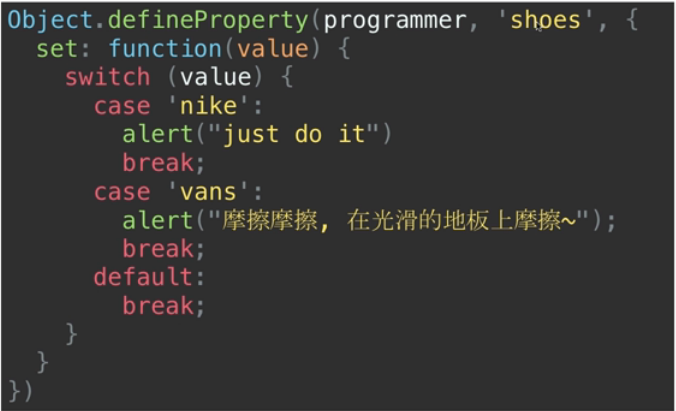 Object.defineProperty(programmer, 'shoes', {
  set: function(value) {
    switch (value) {
      case 'nike':
        alert("just do it")
        break;
      case 'vans':
        alert("摩擦摩擦, 在光滑的地板上摩擦~");
        break;
      default:
        break;
    }
  }
})